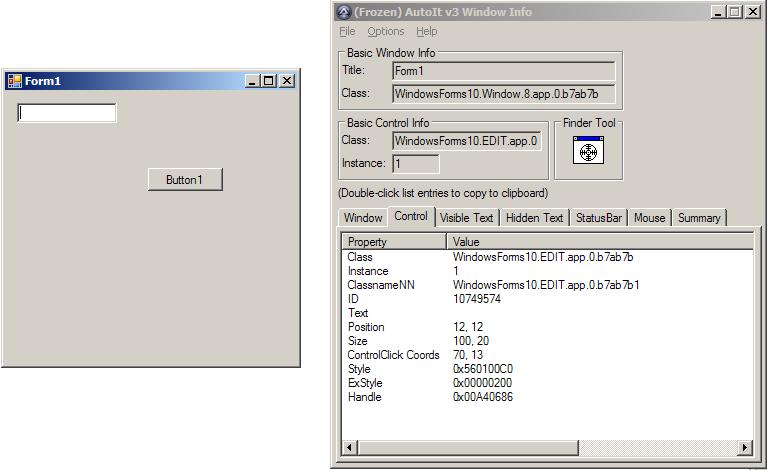 Form1
Button1
(Frozen) AutoIt v3 Window Info
File Options Help
Basic Window Info
Title: Form1
Class: WindowsForms10.Window.8.app.0.b7ab7b
Basic Control Info
Class: WindowsForms10.EDIT.app.0
Instance: 1
Finder Tool
(Double-click list entries to copy to clipboard)
Window Control Visible Text Hidden Text StatusBar Mouse Summary
Property Value
Class WindowsForms10.EDIT.app.0.b7ab7b
Instance 1
ClassnameNN WindowsForms10.EDIT.app.0.b7ab7b1
ID 10749574
Text
Position 12, 12
Size 100, 20
ControlClick Coords 70, 13
Style 0x560100C0
ExStyle 0x00000200
Handle 0x00A40686